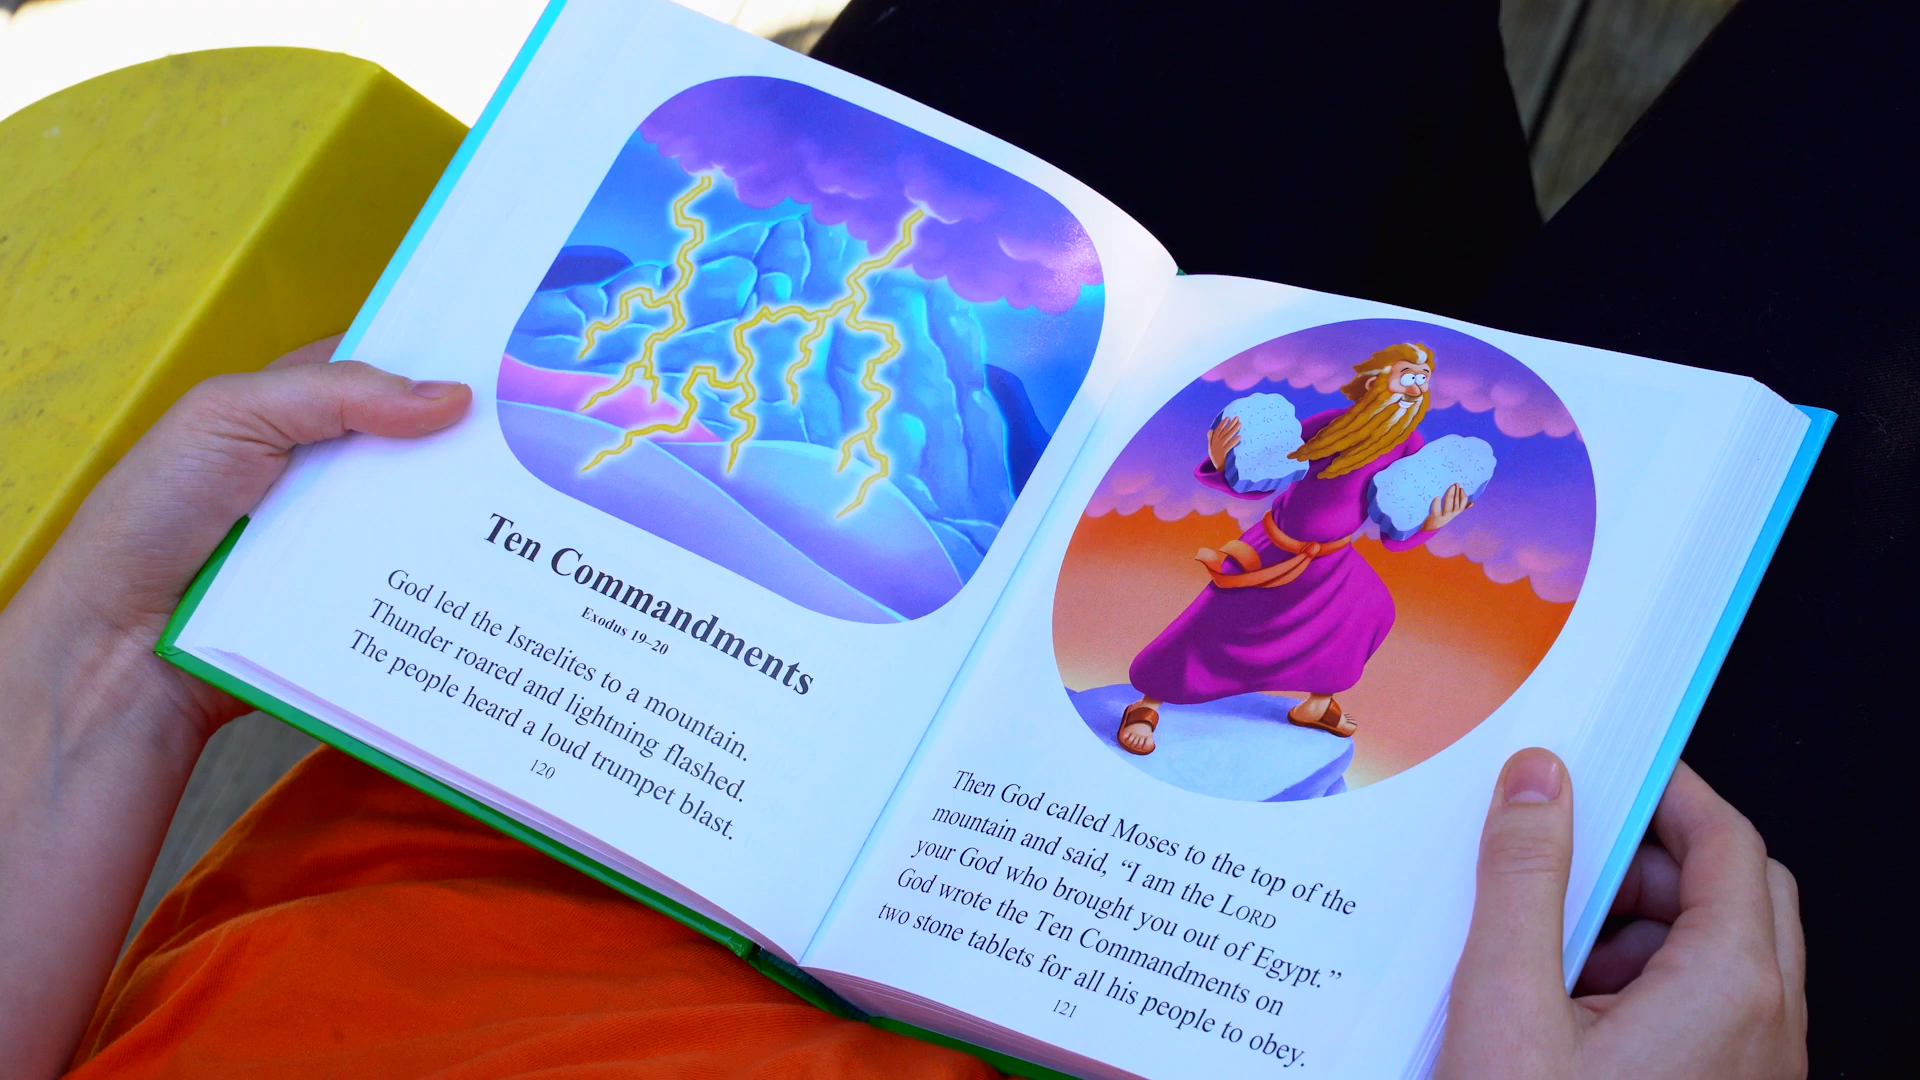 Ten Commandments
Exodus 19–20
God led the Israelites to a mountain.
Thunder roared and lightning flashed.
The people heard a loud trumpet blast.
120
Then God called Moses to the top of the
mountain and said, “I am the LORD
your God who brought you out of Egypt.”
God wrote the Ten Commandments on
two stone tablets for all his people to obey.
121